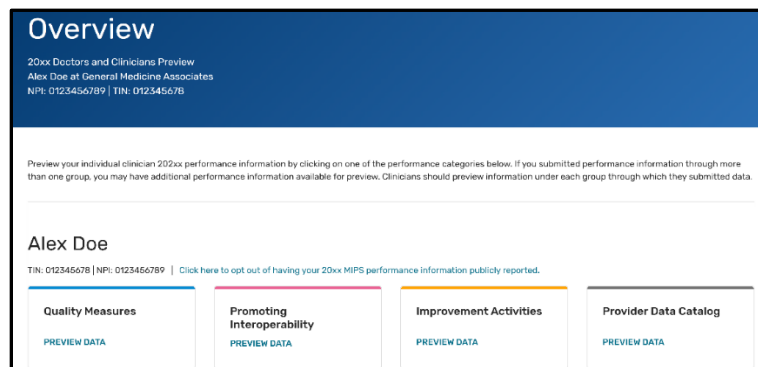 Overview
20xx Doctors and Clinicians Preview
Alex Doe at General Medicine Associates
NPI: 0123456789 | TIN: 012345678
Preview your individual clinician 202xx performance information by clicking on one of the performance categories below. If you submitted performance information through more
than one group, you may have additional performance information available for preview. Clinicians should preview information under each group through which they submitted data.
Alex Doe
TIN: 012345678 | NPI: 0123456789 | Click here to opt out of having your 20xx MIPS performance information publicly reported.
Quality Measures
PREVIEW DATA
Promoting
Interoperability
PREVIEW DATA
Improvement Activities
PREVIEW DATA
Provider Data Catalog
PREVIEW DATA